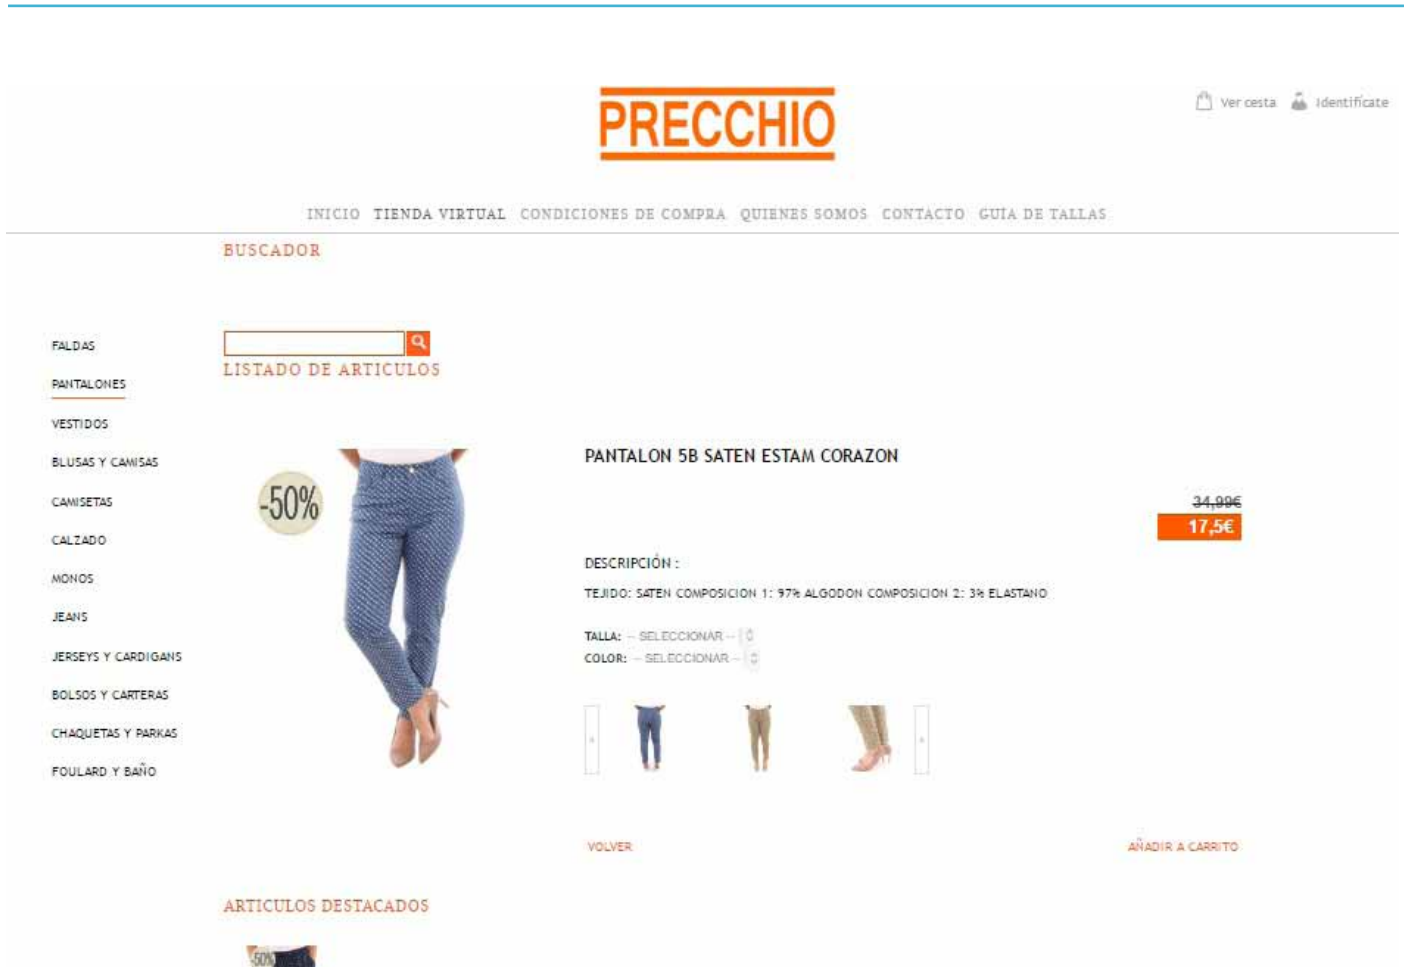 PRECCHIO
Ver cesta
Identifícate
INICIO TIENDA VIRTUAL CONDICIONES DE COMPRA QUIENES SOMOS CONTACTO GUÍA DE TALLAS
BUSCADOR
LISTADO DE ARTICULOS
FALDAS
PANTALONES
VESTIDOS
BLUSAS Y CAMISAS
CAMISETAS
CALZADO
MONOS
JEANS
JERSEYS Y CARDIGANS
BOLSOS Y CARTERAS
CHAQUETAS Y PARKAS
FOULARD Y BAÑO
-50%
PANTALON 5B SATEN ESTAM CORAZON
34,99€
17,5€
DESCRIPCIÓN :
TEJIDO: SATEN COMPOSICION 1: 97% ALGODON COMPOSICION 2: 3% ELASTANO
TALLA: -- SELECCIONAR --
COLOR: -- SELECCIONAR --
VOLVER
AÑADIR A CARRITO
ARTICULOS DESTACADOS
-50%